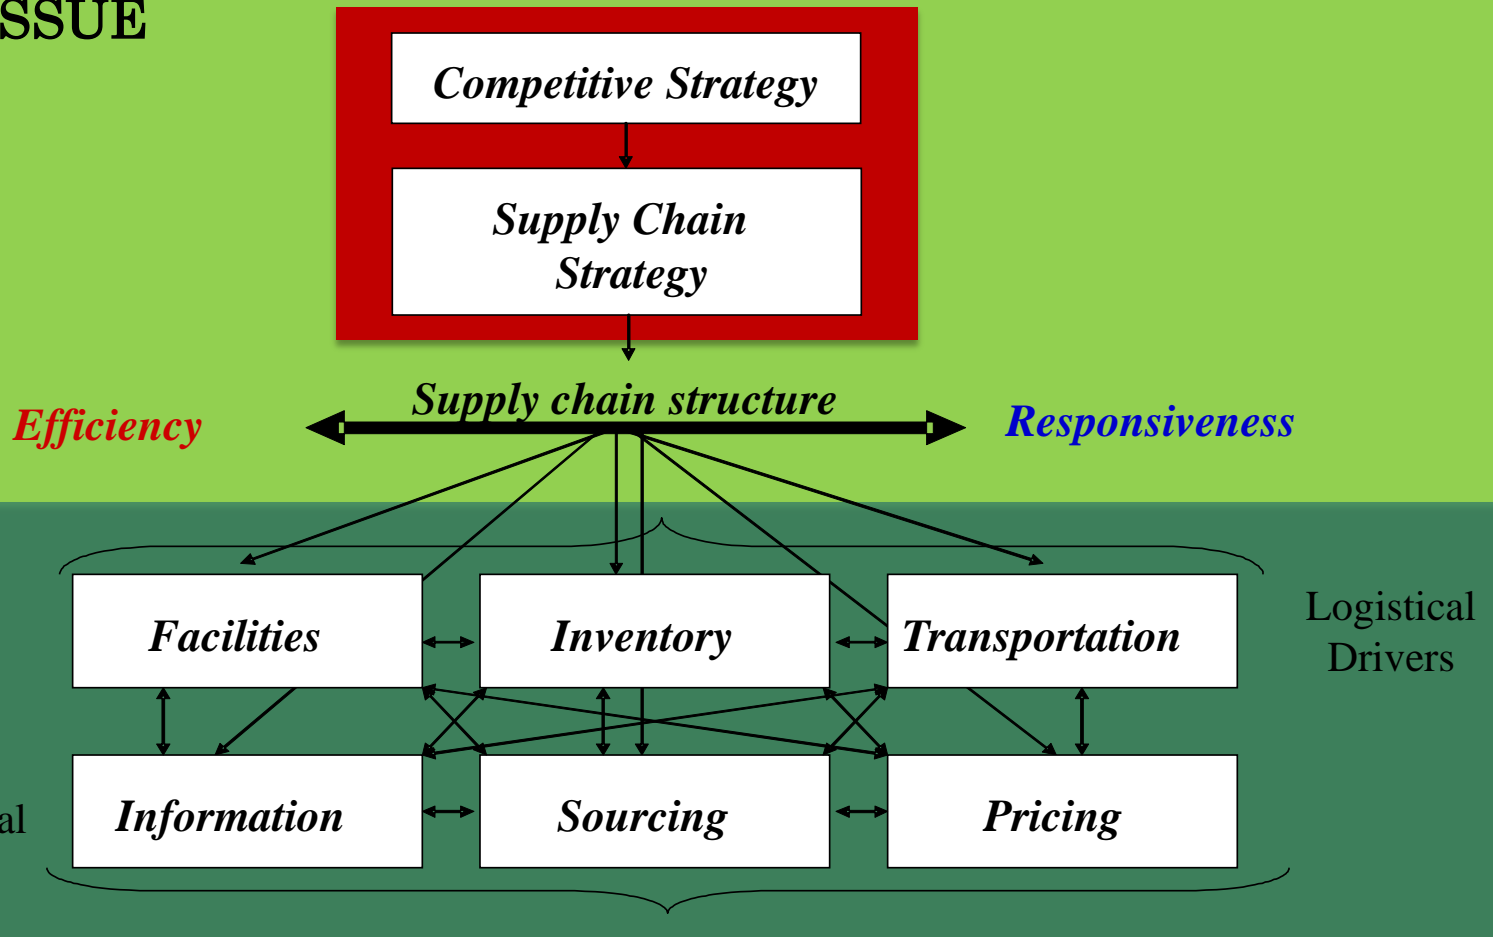 SSUE
Competitive Strategy
Supply Chain
Strategy
Supply chain structure
Efficiency
Responsiveness
Facilities
Inventory
Transportation
Logistical
Drivers
Information
Sourcing
Pricing
al